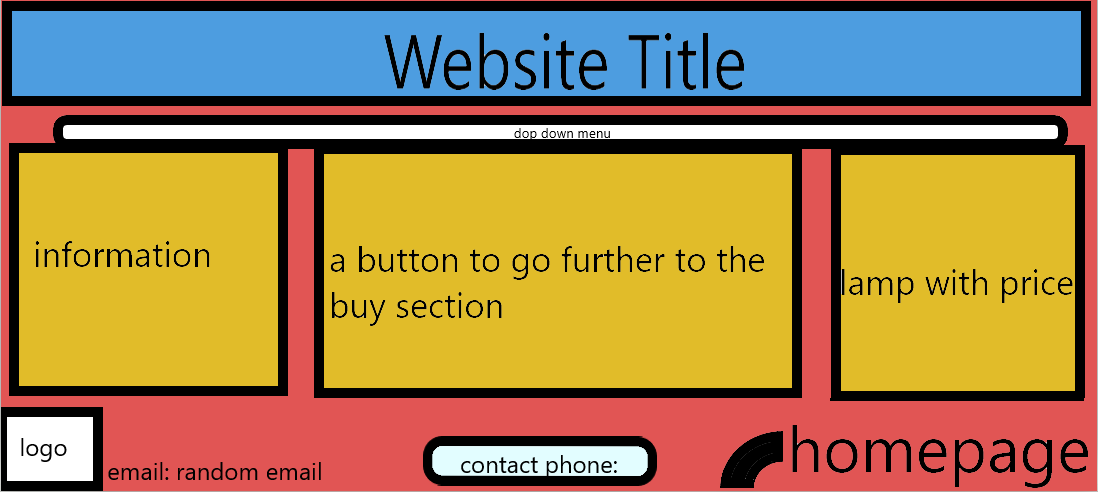 Website Title
dop down menu
information
a button to go further to the
buy section
lamp with price
logo
email: random email
contact phone:
homepage